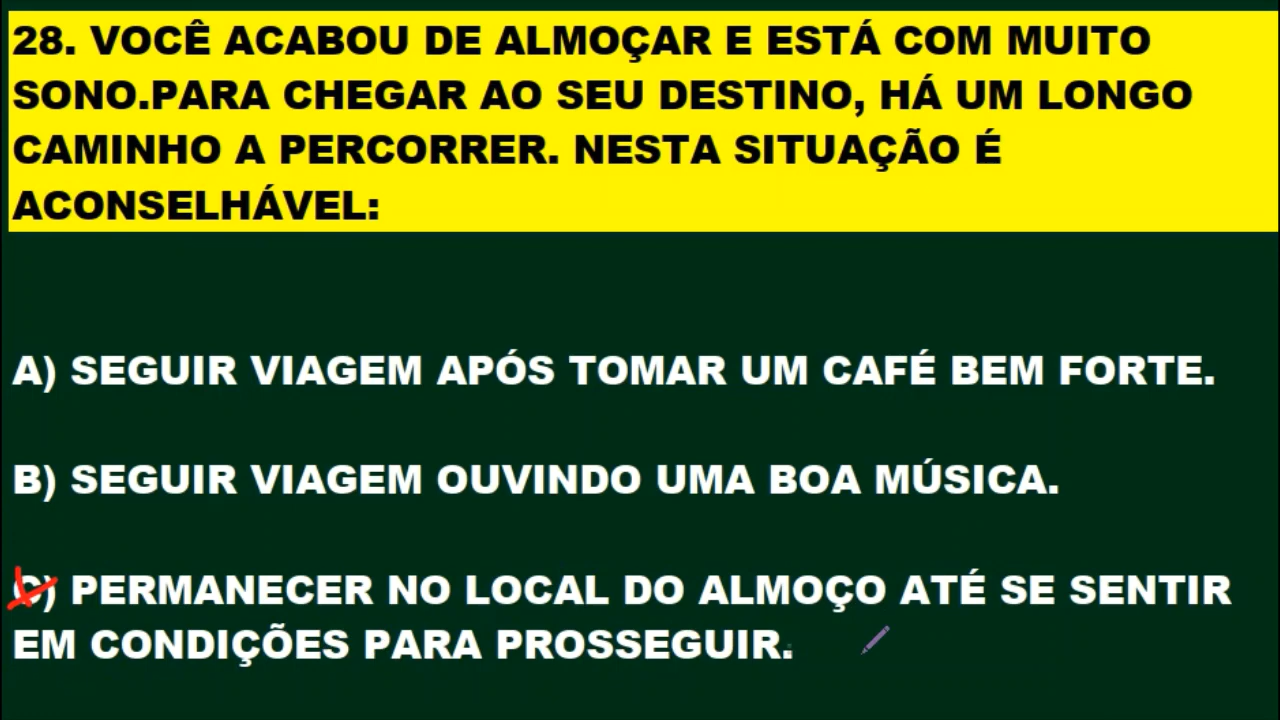 28. VOCÊ ACABOU DE ALMOÇAR E ESTÁ COM MUITO
SONO.PARA CHEGAR AO SEU DESTINO, HÁ UM LONGO
CAMINHO A PERCORRER. NESTA SITUAÇÃO É
ACONSELHÁVEL:
A) SEGUIR VIAGEM APÓS TOMAR UM CAFÉ BEM FORTE.
B) SEGUIR VIAGEM OUVINDO UMA BOA MÚSICA.
C) PERMANECER NO LOCAL DO ALMOÇO ATÉ SE SENTIR
EM CONDIÇÕES PARA PROSSEGUIR.